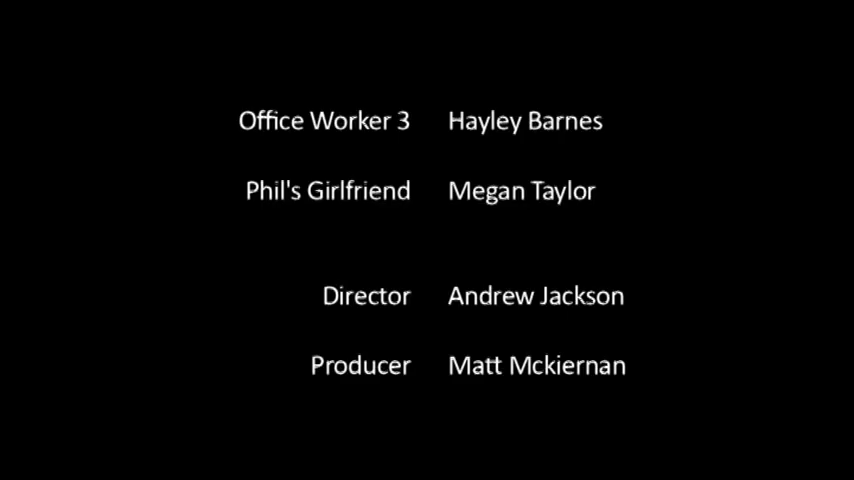 Office Worker 3 Hayley Barnes
Phil's Girlfriend Megan Taylor
Director Andrew Jackson
Producer Matt Mckiernan